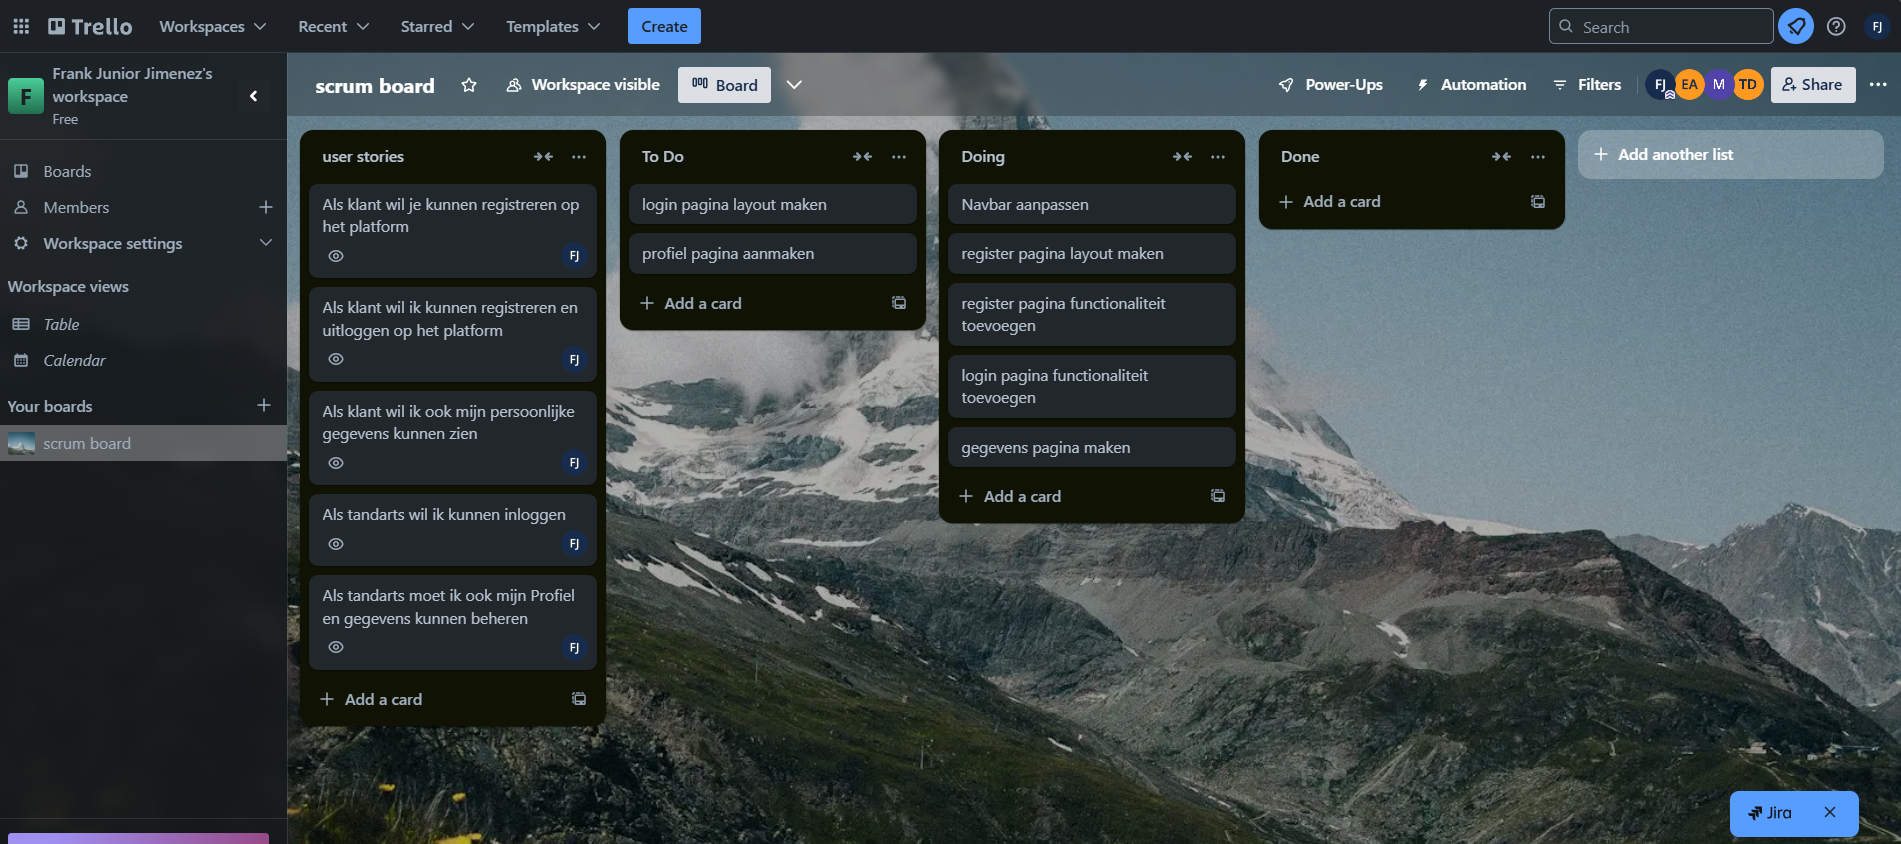 Trello
Workspaces
Recent
Starred
Templates
Create
Search
FJ
F
Frank Junior Jimenez's
workspace
Free
Boards
Members
Workspace settings
Workspace views
Table
Calendar
Your boards
scrum board
scrum board
Workspace visible
Board
Power-Ups
Automation
Filters
FJ
EA
M
TD
Share
user stories
Als klant wil je kunnen registreren op
het platform
FJ
Als klant wil ik kunnen registreren en
uitloggen op het platform
FJ
Als klant wil ik ook mijn persoonlijke
gegevens kunnen zien
FJ
Als tandarts wil ik kunnen inloggen
FJ
Als tandarts moet ik ook mijn Profiel
en gegevens kunnen beheren
FJ
Add a card
To Do
login pagina layout maken
profiel pagina aanmaken
Add a card
Doing
Navbar aanpassen
register pagina layout maken
register pagina functionaliteit
toevoegen
login pagina functionaliteit
toevoegen
gegevens pagina maken
Add a card
Done
Add a card
Add another list
Jira